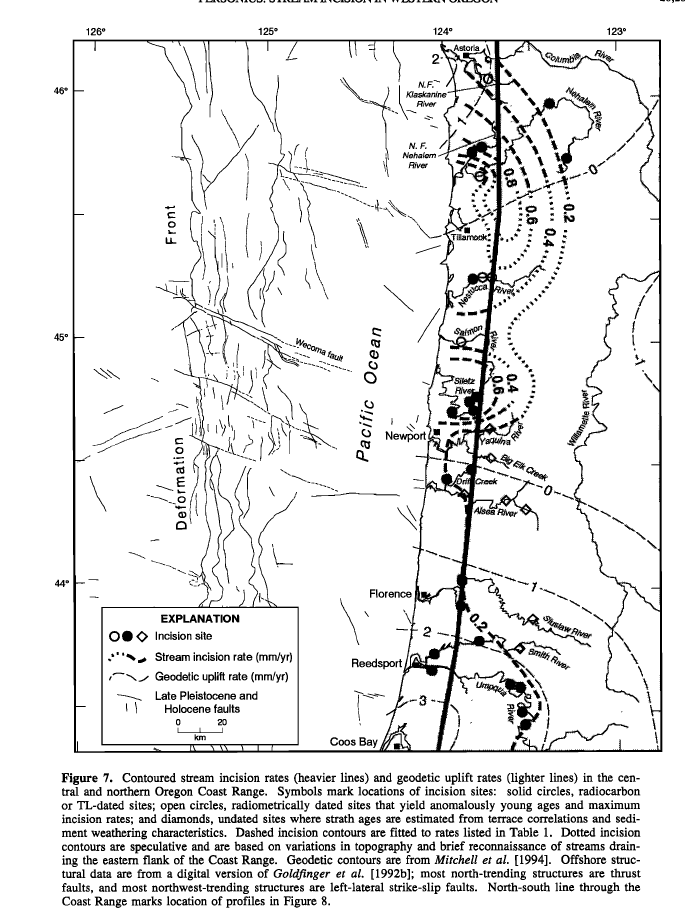 PERSONIUS: STREAM INCISION IN WESTERN OREGON
126°
125°
124°
123°
46°
45°
44°
Astoria
Columbia River
2
N.F.
Klaskanine
River
Nehalem River
1
N. F.
Nehalem
River
0
0.8
0.6
0.4
0.2
Front
Tillamook
Nestucca River
Salmon River
Wecoma fault
Pacific Ocean
-1
Siletz
River
0.6
0.4
Willamette River
Newport
Yaquina River
Big Elk Creek
Drift Creek
0
Alsea River
Deformation
1
Florence
0.2
Siuslaw River
2
Smith River
Reedsport
Umpqua River
3
Coos Bay
EXPLANATION
Incision site
Stream incision rate (mm/yr)
Geodetic uplift rate (mm/yr)
Late Pleistocene and
Holocene faults
0 20
km
Figure 7. Contoured stream incision rates (heavier lines) and geodetic uplift rates (lighter lines) in the cen-
tral and northern Oregon Coast Range. Symbols mark locations of incision sites: solid circles, radiocarbon
or TL-dated sites; open circles, radiometrically dated sites that yield anomalously young ages and maximum
incision rates; and diamonds, undated sites where strath ages are estimated from terrace correlations and sedi-
ment weathering characteristics. Dashed incision contours are fitted to rates listed in Table 1. Dotted incision
contours are speculative and are based on variations in topography and brief reconnaissance of streams drain-
ing the eastern flank of the Coast Range. Geodetic contours are from Mitchell et al. [1994]. Offshore struc-
tural data are from a digital version of Goldfinger et al. [1992b]; most north-trending structures are thrust
faults, and most northwest-trending structures are left-lateral strike-slip faults. North-south line through the
Coast Range marks location of profiles in Figure 8.